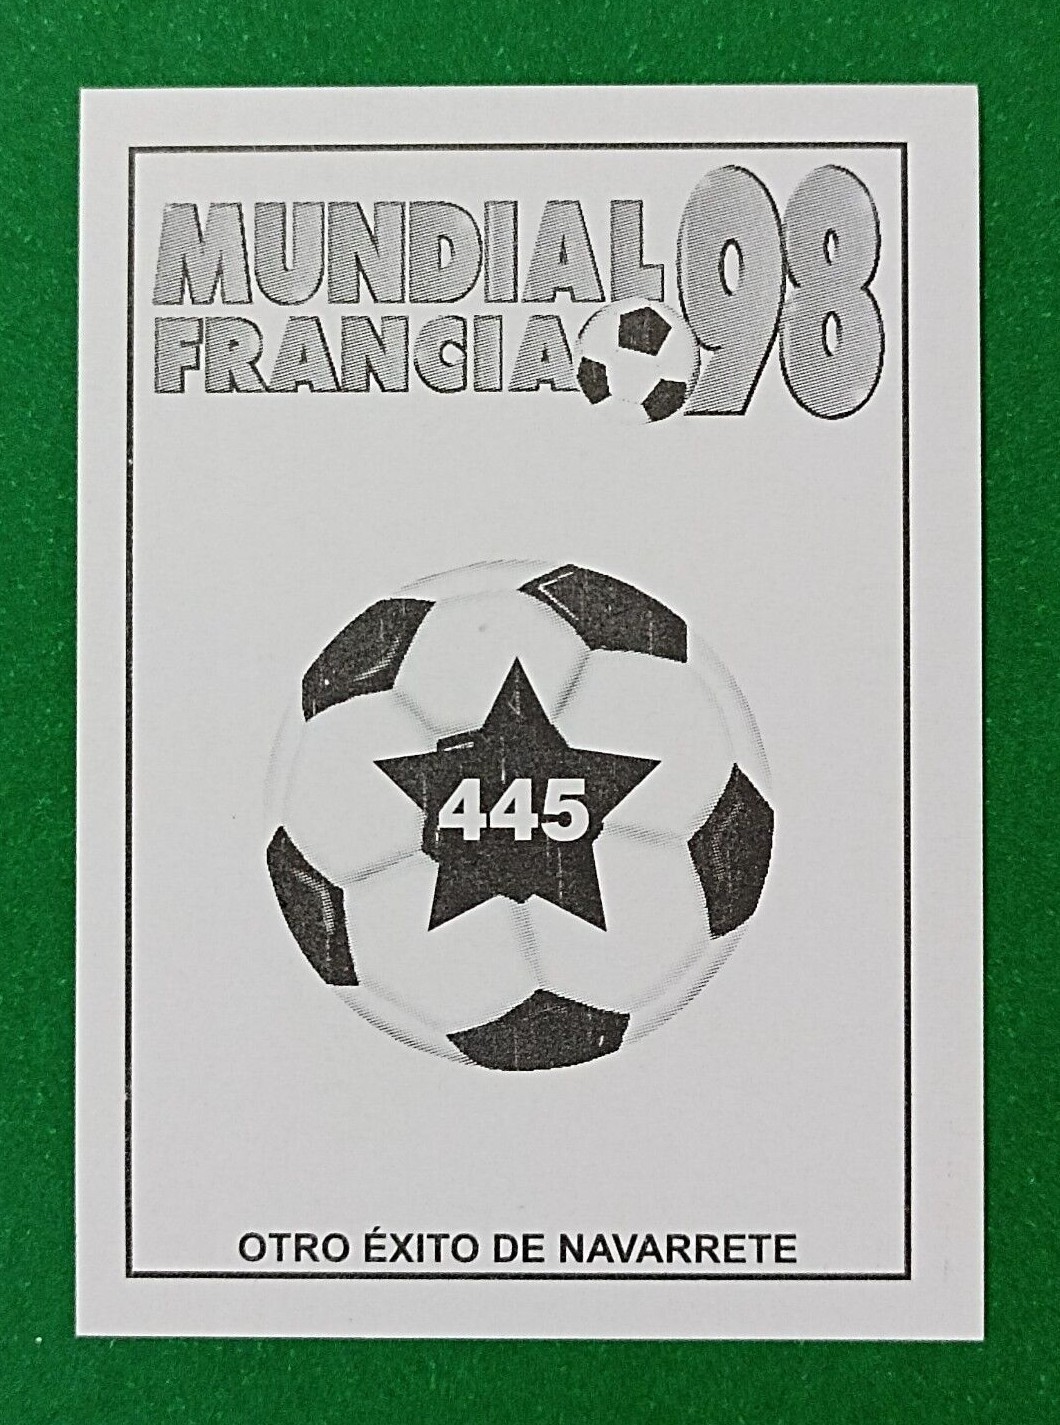 MUNDIAL 98
FRANCIA
445
OTRO ÉXITO DE NAVARRETE